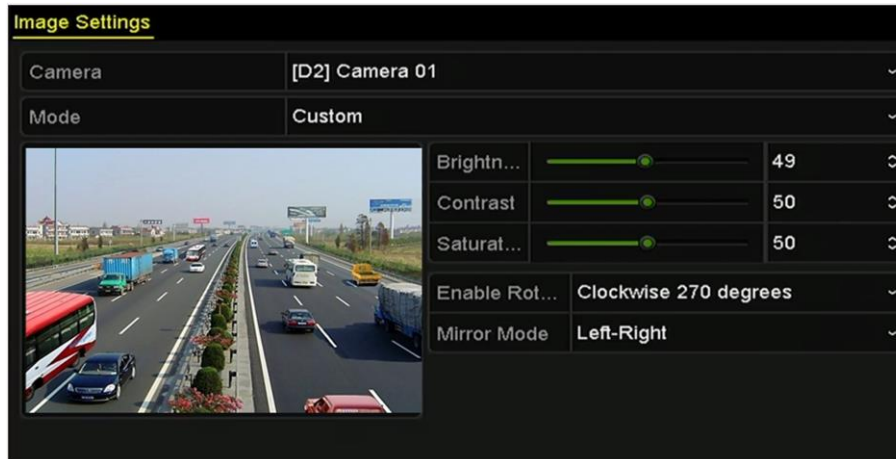 Image Settings
Camera [D2] Camera 01
Mode Custom
Brightn... 49
Contrast 50
Saturat... 50
Enable Rot... Clockwise 270 degrees
Mirror Mode Left-Right